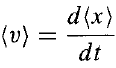 ⟨v⟩ = d⟨x⟩/dt